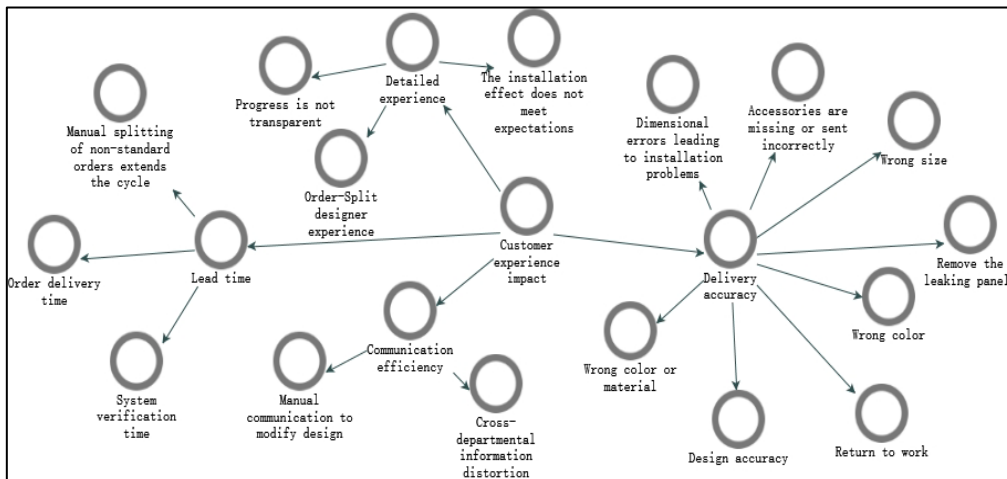 Detailed
experience
Progress is not
transparent
The installation
effect does not
meet
expectations
Manual splitting
of non-standard
orders extends
the cycle
Order-Split
designer
experience
Dimensional
errors leading
to installation
problems
Accessories are
missing or sent
incorrectly
Wrong size
Customer
experience
impact
Order delivery
time
Lead time
Delivery
accuracy
Remove the
leaking panel
Wrong color
Communication
efficiency
Wrong color or
material
System
verification
time
Manual
communication to
modify design
Cross-
departmental
information
distortion
Design accuracy
Return to work